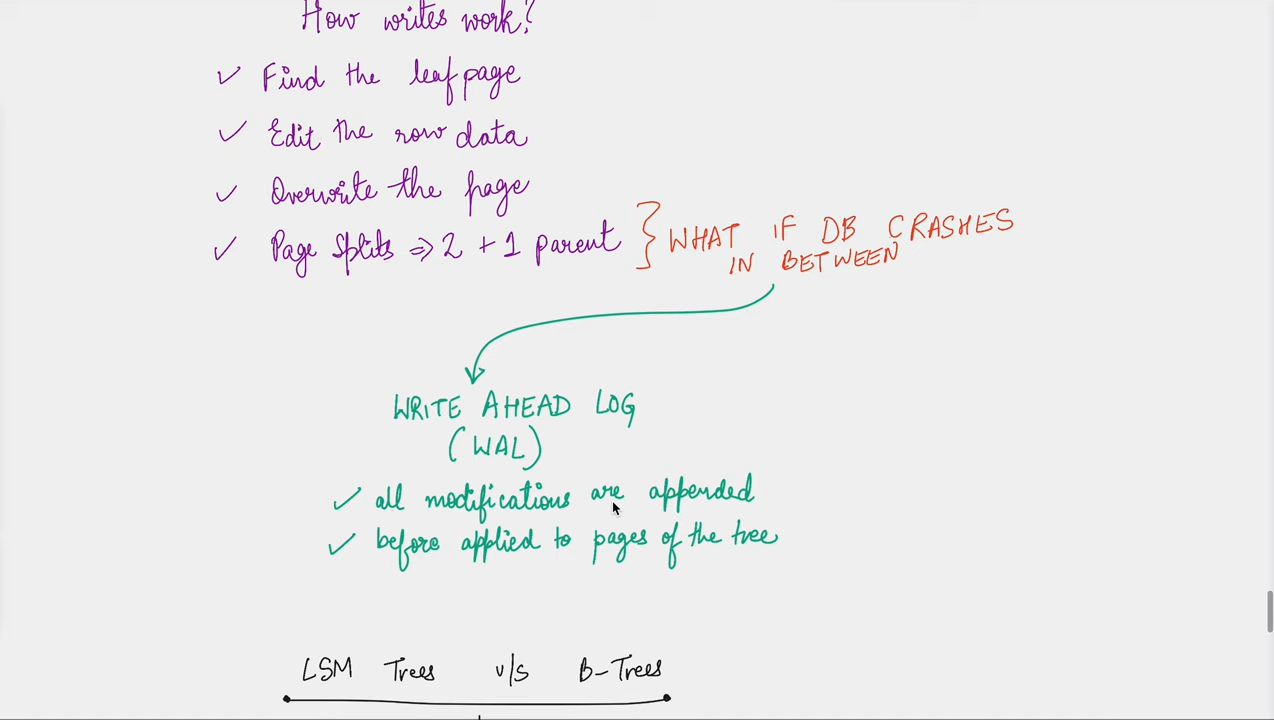 How writes work?
✓ Find the leaf page
✓ Edit the row data
✓ Overwrite the page
✓ Page Splits => 2 + 1 parent } WHAT IF DB CRASHES
IN BETWEEN
WRITE AHEAD LOG
(WAL)
✓ all modifications are appended
✓ before applied to pages of the tree
LSM Trees v/s B-Trees